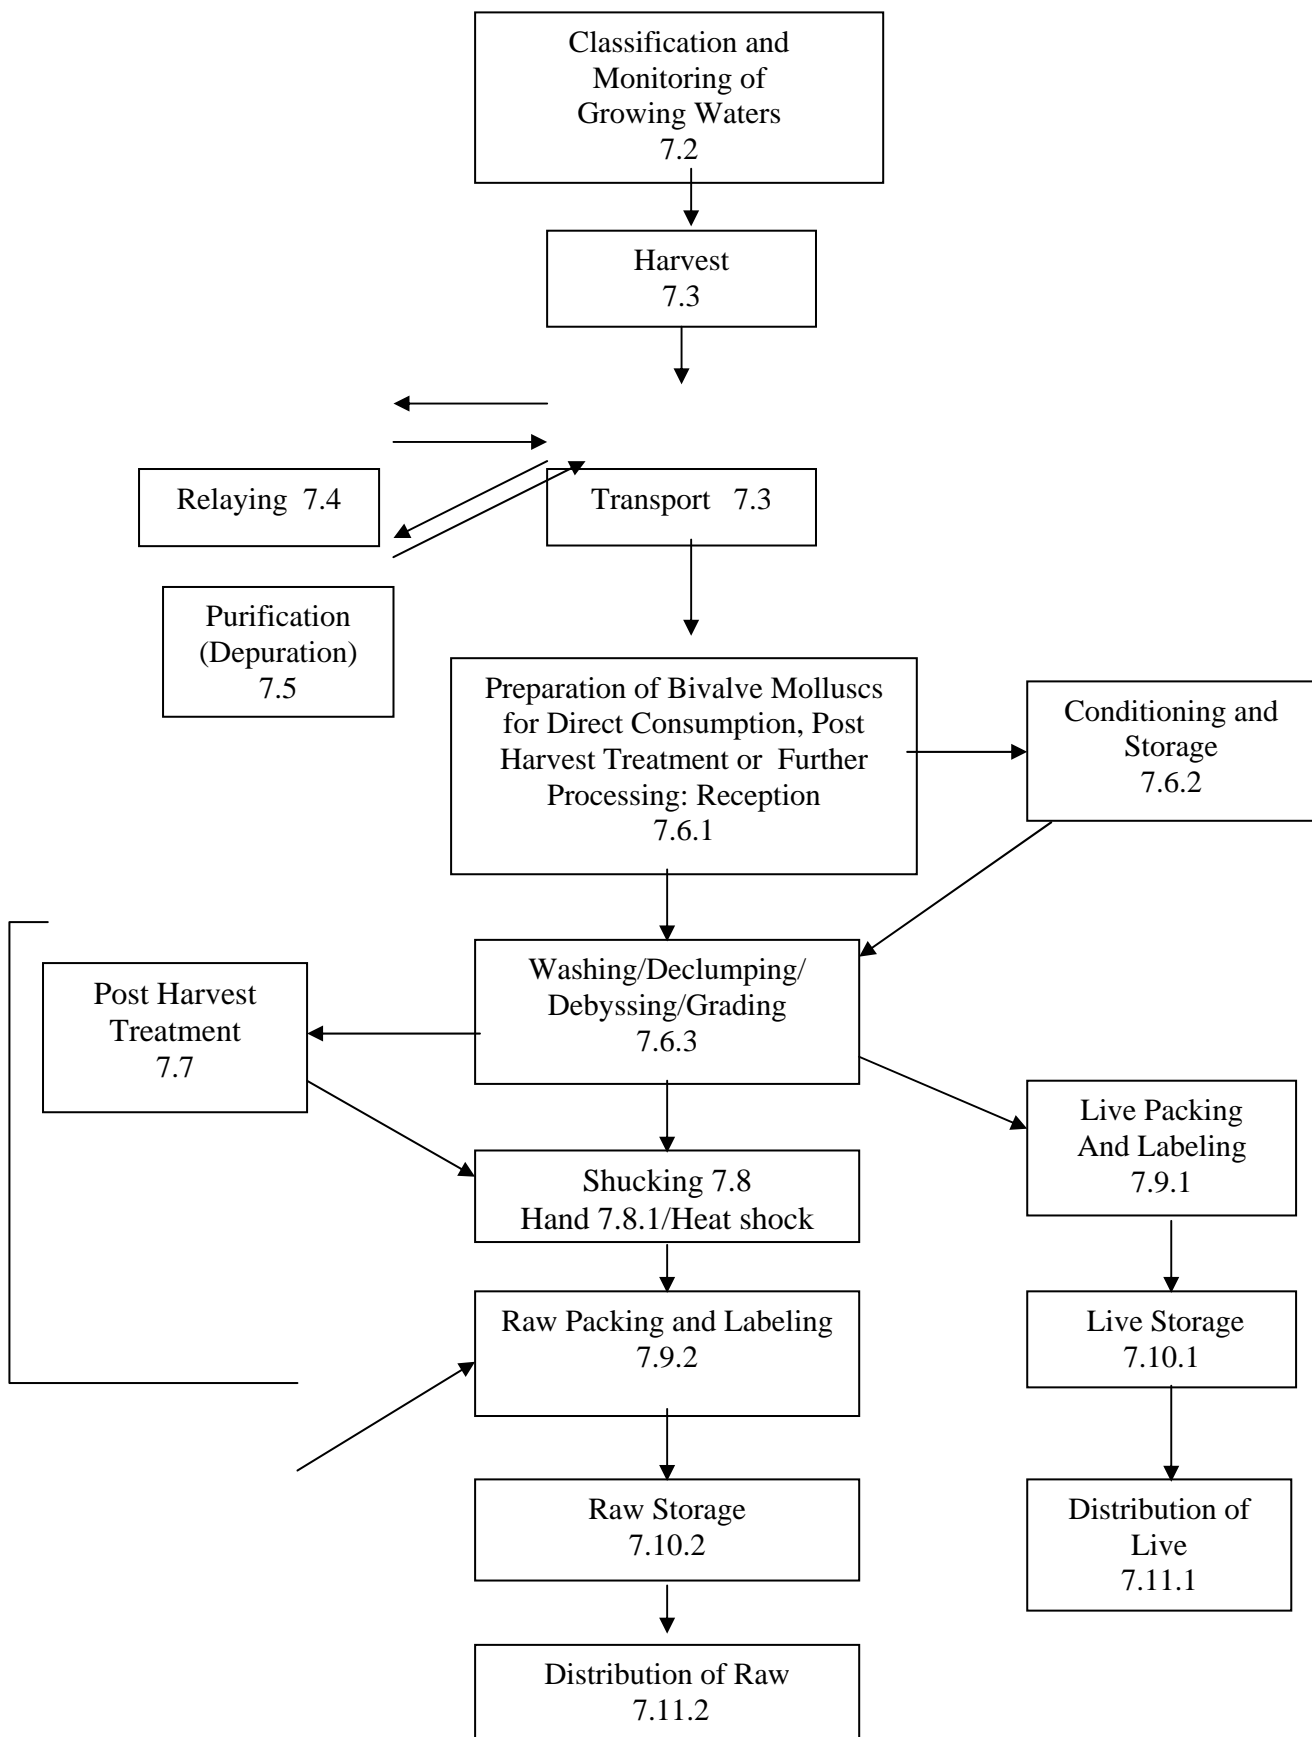 Classification and
Monitoring of
Growing Waters
7.2
Harvest
7.3
Relaying 7.4
Transport 7.3
Purification
(Depuration)
7.5
Preparation of Bivalve Molluscs
for Direct Consumption, Post
Harvest Treatment or Further
Processing: Reception
7.6.1
Conditioning and
Storage
7.6.2
Washing/Declumping/
Debyssing/Grading
7.6.3
Post Harvest
Treatment
7.7
Live Packing
And Labeling
7.9.1
Shucking 7.8
Hand 7.8.1/Heat shock
Raw Packing and Labeling
7.9.2
Live Storage
7.10.1
Raw Storage
7.10.2
Distribution of
Live
7.11.1
Distribution of Raw
7.11.2